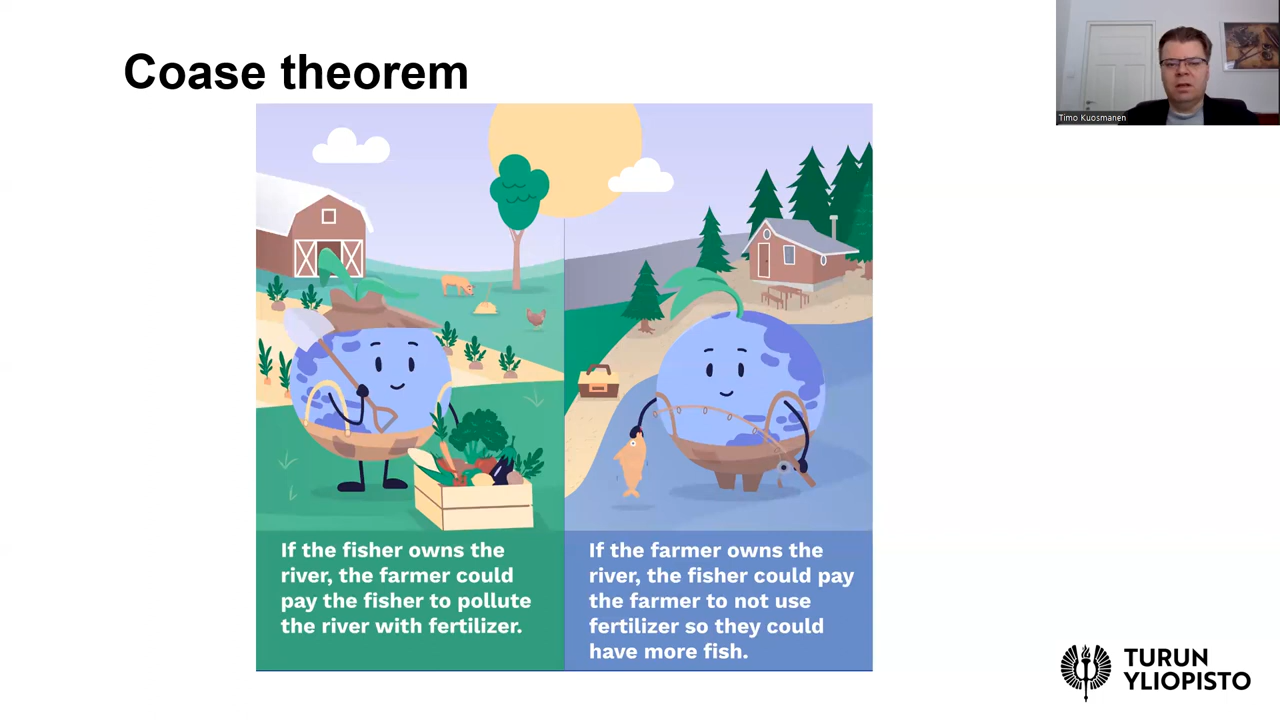 Coase theorem
Timo Kuosmanen
If the fisher owns the
river, the farmer could
pay the fisher to pollute
the river with fertilizer.
If the farmer owns the
river, the fisher could pay
the farmer to not use
fertilizer so they could
have more fish.
TURUN
YLIOPISTO